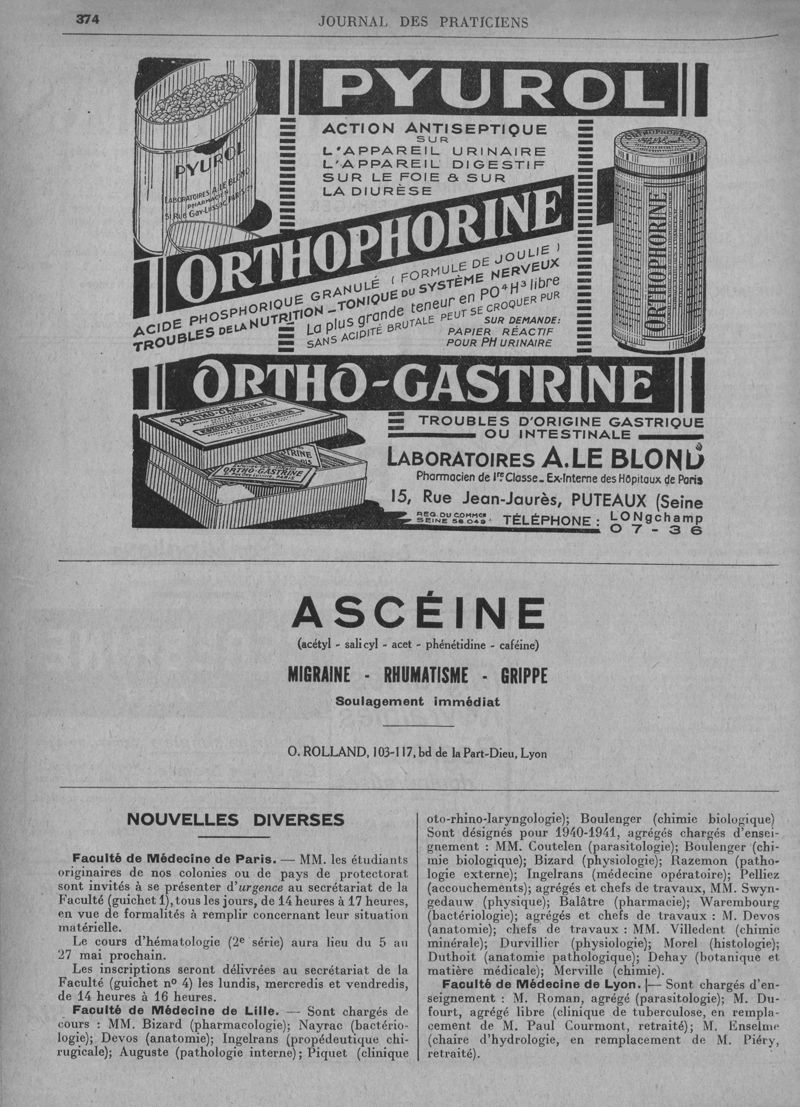 374
JOURNAL DES PRATICIENS
PYUROL
ACTION ANTISEPTIQUE
SUR
L'APPAREIL URINAIRE
L'APPAREIL DIGESTIF
SUR LE FOIE & SUR
LA DIURÈSE
PYUROL
LABORATOIRES A. LE BLOND
PHARMACIEN
51 Rue Gay-Lussac PARIS
ORTHOPHORINE
ORTHOPHORINE
ORTHOPHORINE
ACIDE PHOSPHORIQUE GRANULÉ (FORMULE DE JOULIE)
TROUBLES DE LA NUTRITION_TONIQUE DU SYSTÈME NERVEUX
La plus grande teneur en PO⁴H³ libre
SANS ACIDITÉ BRUTALE PEUT SE CROQUER PUR
SUR DEMANDE:
PAPIER RÉACTIF
POUR PH URINAIRE
ORTHO-GASTRINE
ORTHO-GASTRINE
ORTHO-GASTRINE
TROUBLES D'ORIGINE GASTRIQUE
OU INTESTINALE
LABORATOIRES A. LE BLOND
Pharmacien de 1re Classe_Ex-Interne des Hôpitaux de Paris
15, Rue Jean-Jaurès, PUTEAUX (Seine
REG. DU COMMce
SEINE 58.049
TÉLÉPHONE : LONgchamp
07-36
ASCÉINE
(acétyl - salicyl - acet - phénétidine - caféine)
MIGRAINE - RHUMATISME - GRIPPE
Soulagement immédiat
O. ROLLAND, 103-117, bd de la Part-Dieu, Lyon
NOUVELLES DIVERSES
Faculté de Médecine de Paris. — MM. les étudiants
originaires de nos colonies ou de pays de protectorat
sont invités à se présenter d'urgence au secrétariat de la
Faculté (guichet 1), tous les jours, de 14 heures à 17 heures,
en vue de formalités à remplir concernant leur situation
matérielle.
Le cours d'hématologie (2e série) aura lieu du 5 au
27 mai prochain.
Les inscriptions seront délivrées au secrétariat de la
Faculté (guichet no 4) les lundis, mercredis et vendredis,
de 14 heures à 16 heures.
Faculté de Médecine de Lille. — Sont chargés de
cours : MM. Bizard (pharmacologie); Nayrac (bactério-
logie); Devos (anatomie); Ingelrans (propédeutique chi-
rugicale); Auguste (pathologie interne); Piquet (clinique
oto-rhino-laryngologie); Boulenger (chimie biologique)
Sont désignés pour 1940-1941, agrégés chargés d'ensei-
gnement : MM. Coutelen (parasitologie); Boulenger (chi-
mie biologique); Bizard (physiologie); Razemon (patho-
logie externe); Ingelrans (médecine opératoire); Pelliez
(accouchements); agrégés et chefs de travaux, MM. Swyn-
gedauw (physique); Balâtre (pharmacie); Warembourg
(bactériologie); agrégés et chefs de travaux : M. Devos
(anatomie); chefs de travaux : MM. Villedent (chimie
minérale); Durvillier (physiologie); Morel (histologie);
Duthoit (anatomie pathologique); Dehay (botanique et
matière médicale); Merville (chimie).
Faculté de Médecine de Lyon. — Sont chargés d'en-
seignement : M. Roman, agrégé (parasitologie); M. Du-
fourt, agrégé libre (clinique de tuberculose, en rempla-
cement de M. Paul Courmont, retraité); M. Enselme
(chaire d'hydrologie, en remplacement de M. Piéry,
retraité).